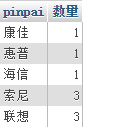 pinpai 数量
康佳 1
惠普 1
海信 1
索尼 3
联想 3